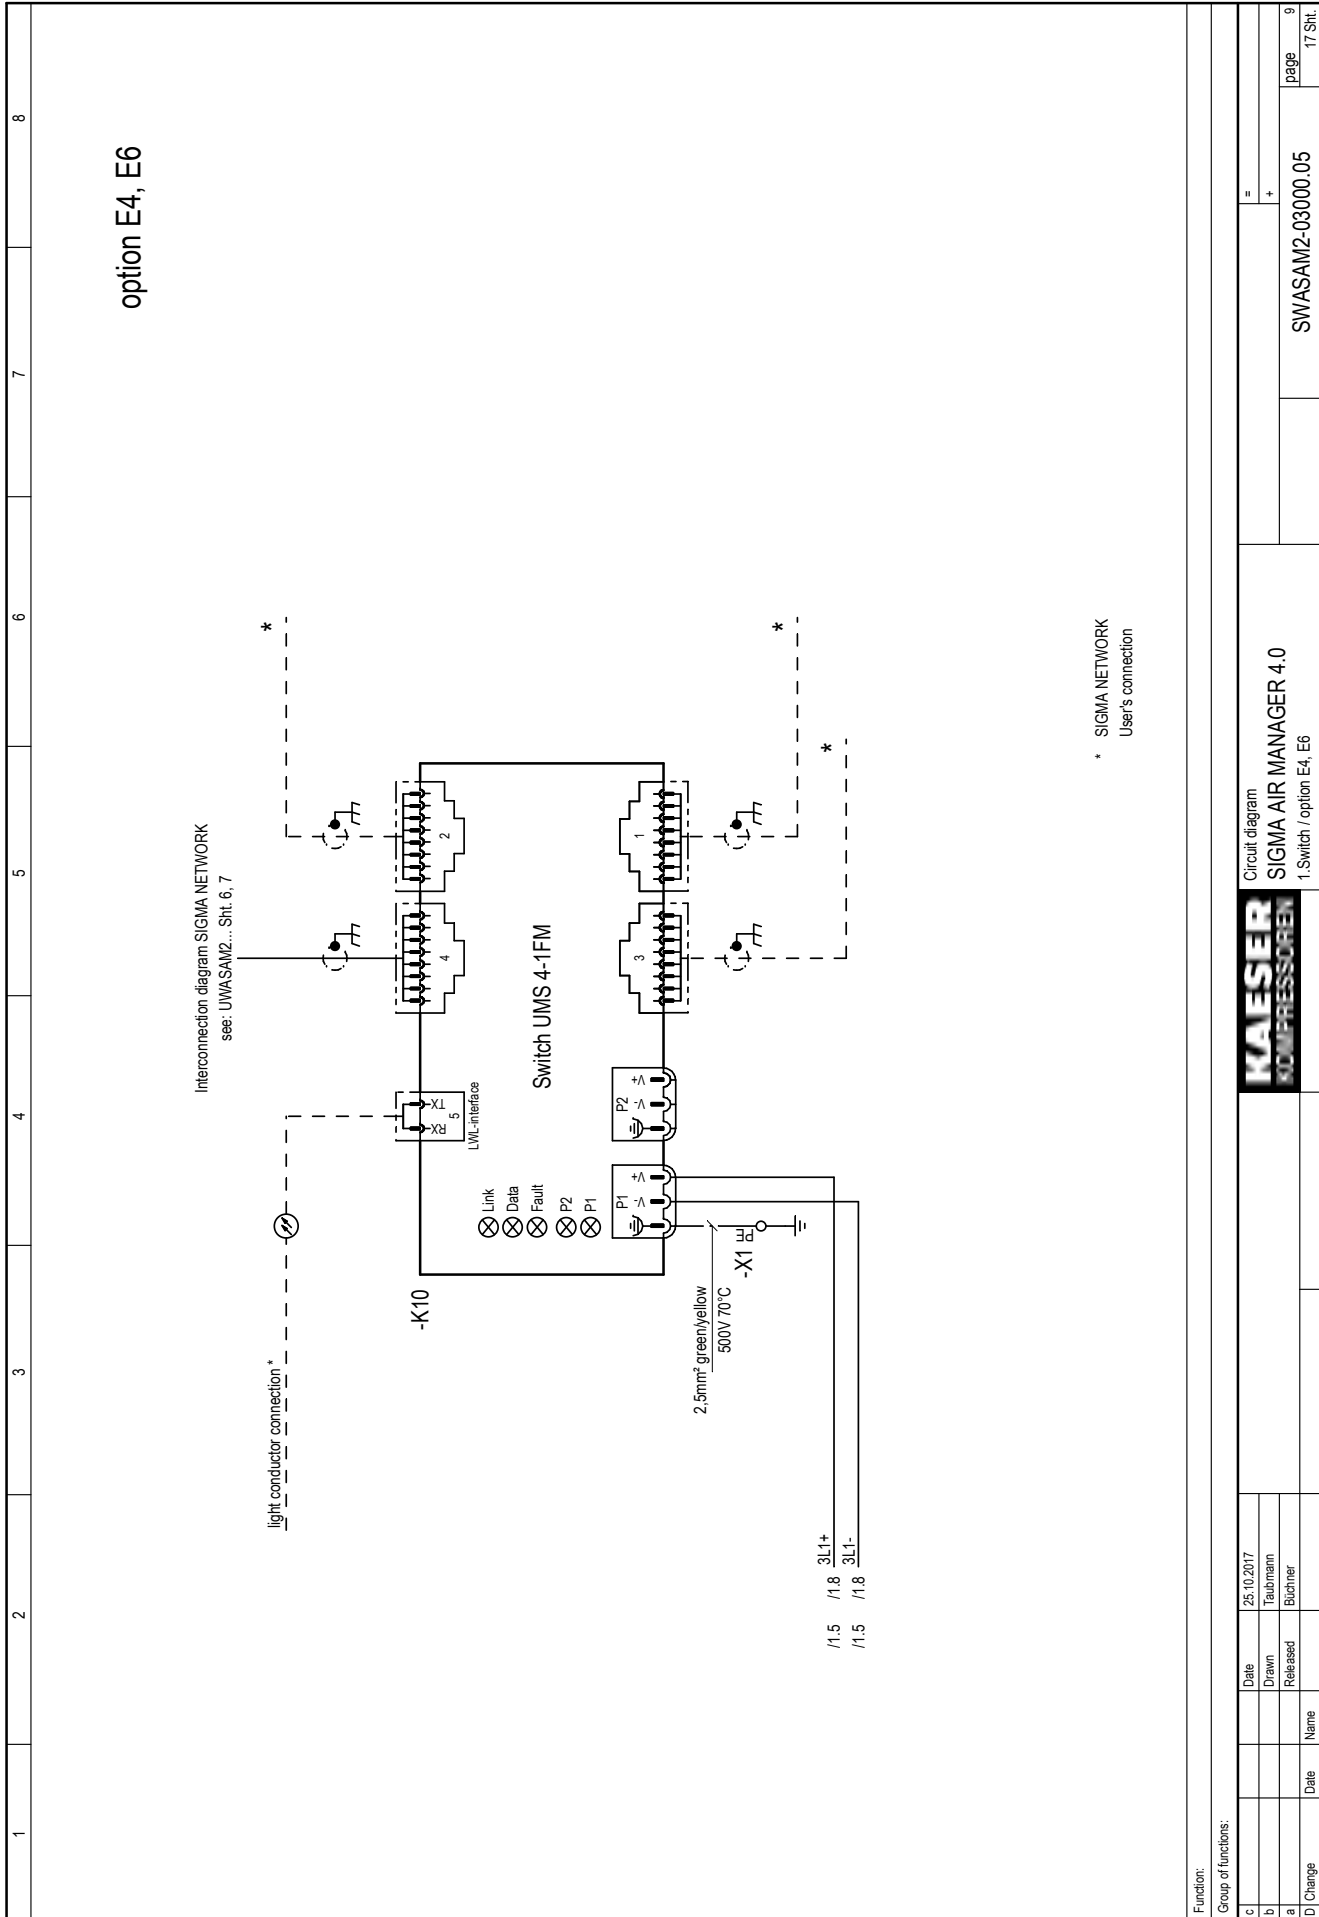 1 2 3 4 5 6 7 8
option E4, E6
Interconnection diagram SIGMA NETWORK
see: UWASAM2... Sht. 6, 7
light conductor connection *
*
*
*
-K10
RX TX
5
LWL-interface
4
2
Link
Data
Fault
P2
P1
Switch UMS 4-1FM
P1
V- V+
P2
V- V+
3
1
2,5mm² green/yellow
500V 70°C
-X1
PE
/1.5 /1.8 3L1+
/1.5 /1.8 3L1-
* SIGMA NETWORK
User's connection
Function:
Group of functions:
c
b
a
D Change Date Name
Date 25.10.2017
Drawn Taubmann
Released Büchner
KAESER
KOMPRESSOREN
Circuit diagram
SIGMA AIR MANAGER 4.0
1.Switch / option E4, E6
=
+
SWASAM2-03000.05
page 9
17 Sht.